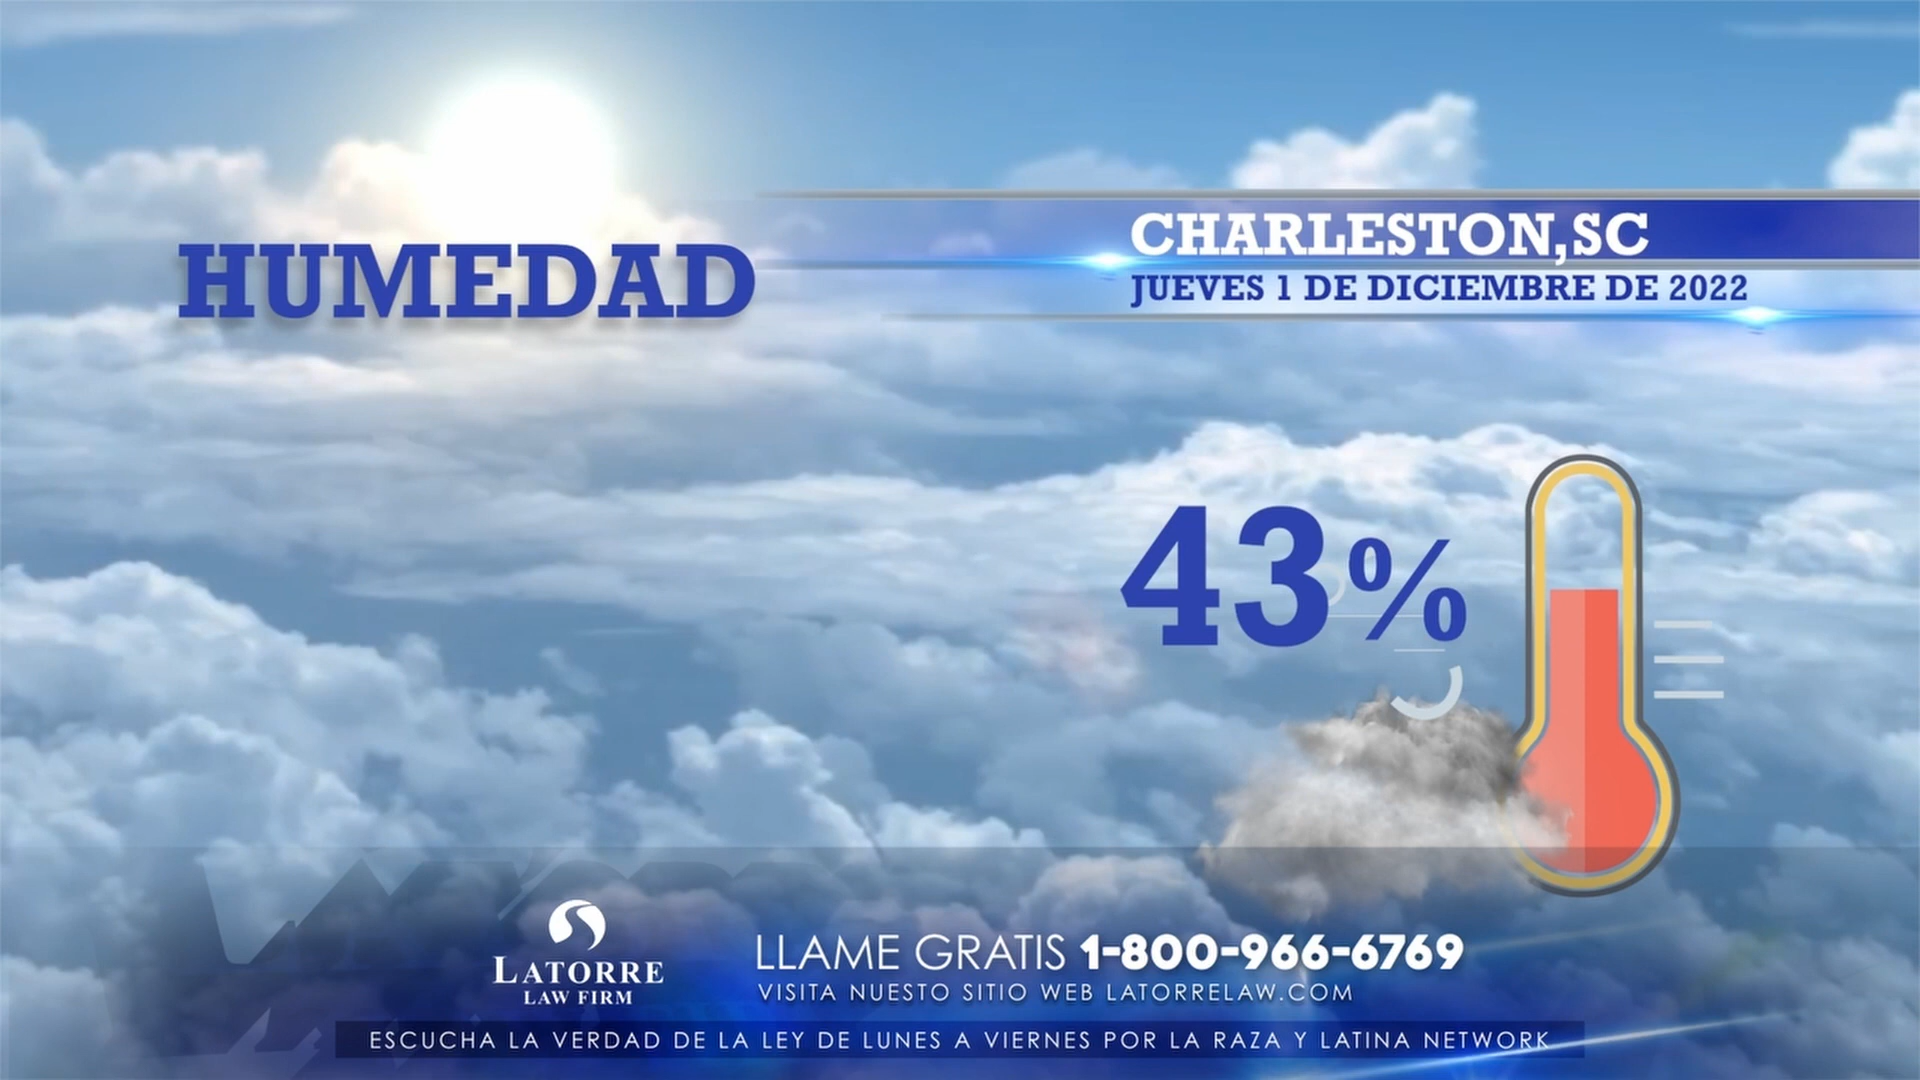 HUMEDAD
CHARLESTON,SC
JUEVES 1 DE DICIEMBRE DE 2022
43%
LATORRE
LAW FIRM
LLAME GRATIS 1-800-966-6769
VISITA NUESTO SITIO WEB LATORRELAW.COM
ESCUCHA LA VERDAD DE LA LEY DE LUNES A VIERNES POR LA RAZA Y LATINA NETWORK